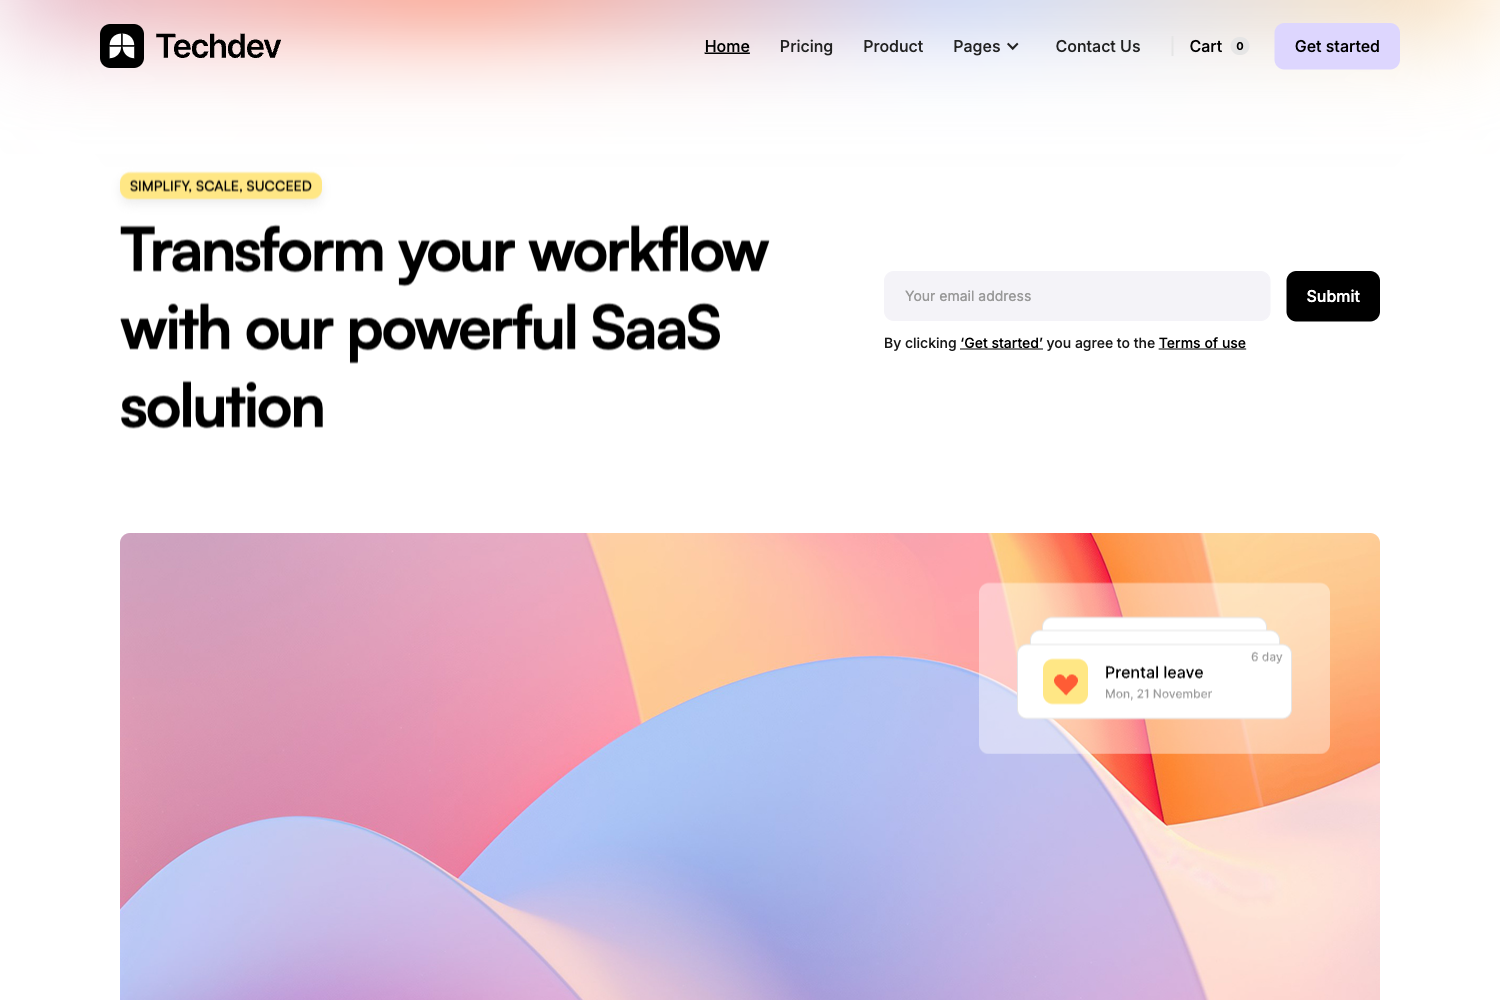 Techdev
Home
Pricing
Product
Pages
Contact Us
Cart
0
Get started
SIMPLIFY, SCALE, SUCCEED
Transform your workflow
with our powerful SaaS
solution
Your email address
Submit
By clicking ‘Get started’ you agree to the Terms of use
6 day
Prental leave
Mon, 21 November